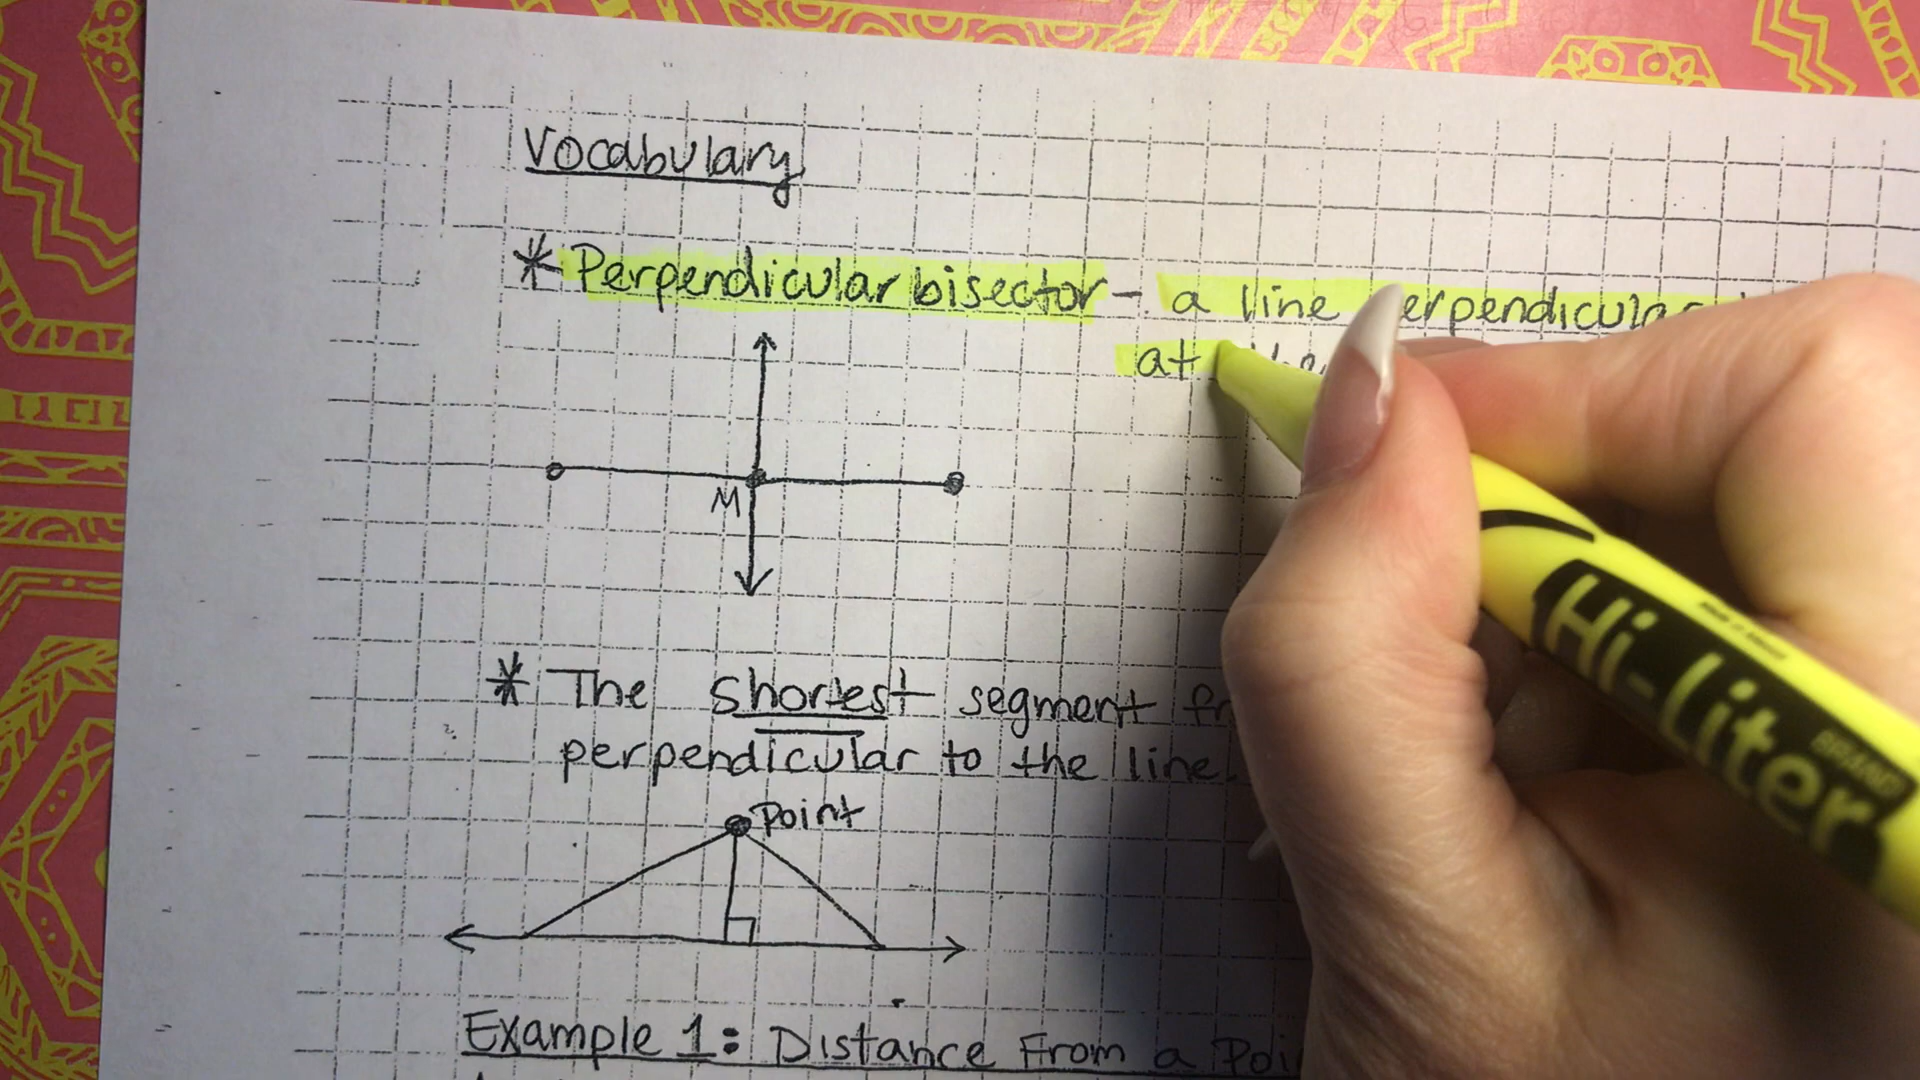 Vocabulary
* Perpendicular bisector - a line perpendicular
at the
M
* The shortest segment
perpendicular to the line.
Point
Example 1: Distance From a
Hi-Liter